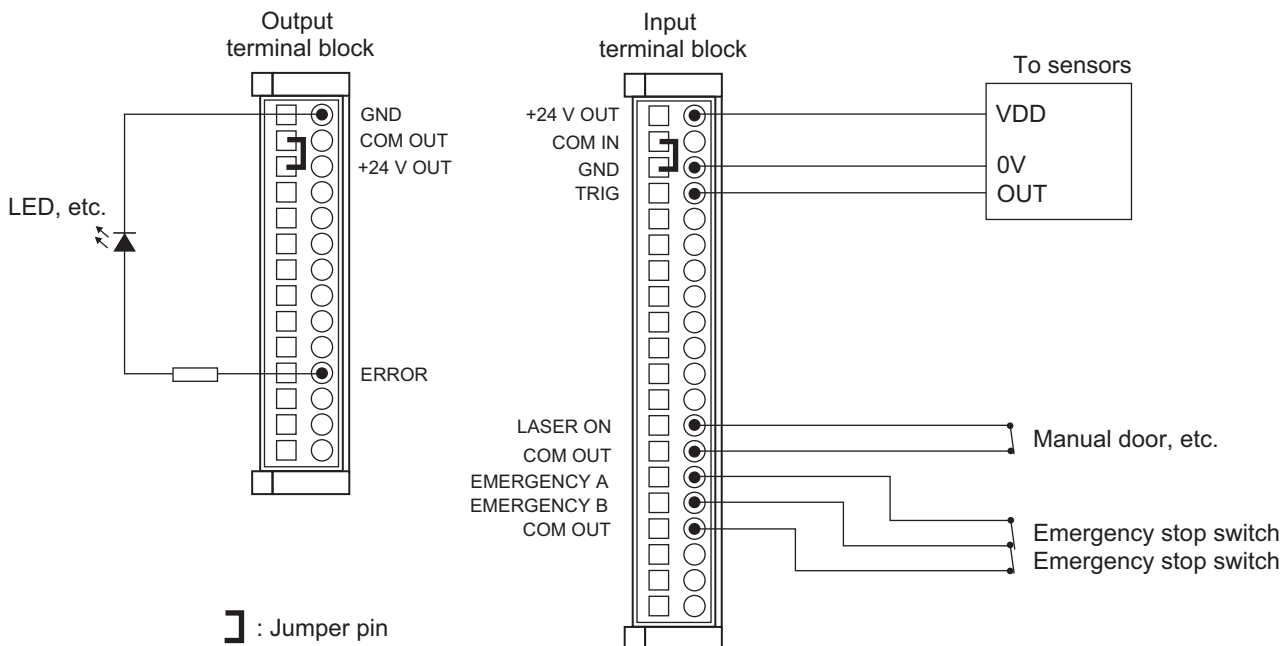 Output
terminal block
GND
COM OUT
+24 V OUT
LED, etc.
ERROR
Input
terminal block
+24 V OUT
COM IN
GND
TRIG
To sensors
VDD
0V
OUT
LASER ON
COM OUT
EMERGENCY A
EMERGENCY B
COM OUT
Manual door, etc.
Emergency stop switch
Emergency stop switch
: Jumper pin